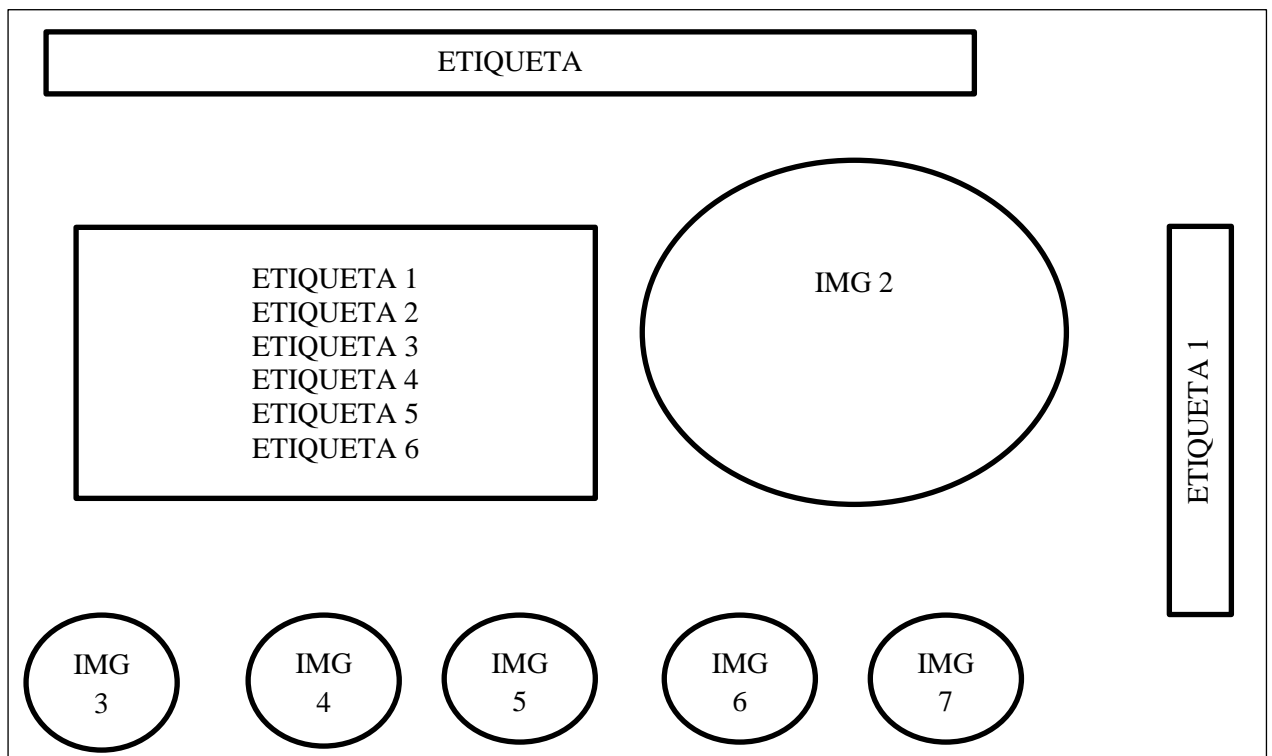 ETIQUETA
ETIQUETA 1
ETIQUETA 2
ETIQUETA 3
ETIQUETA 4
ETIQUETA 5
ETIQUETA 6
IMG 2
ETIQUETA 1
IMG
3
IMG
4
IMG
5
IMG
6
IMG
7